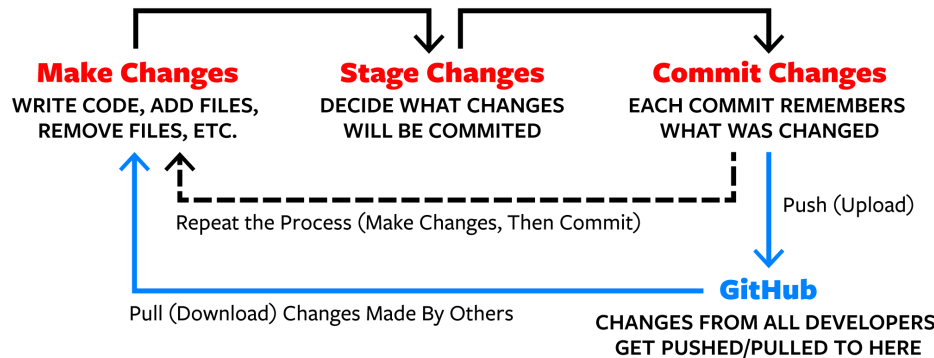 Make Changes
WRITE CODE, ADD FILES,
REMOVE FILES, ETC.
Stage Changes
DECIDE WHAT CHANGES
WILL BE COMMITED
Commit Changes
EACH COMMIT REMEMBERS
WHAT WAS CHANGED
Repeat the Process (Make Changes, Then Commit)
Push (Upload)
Pull (Download) Changes Made By Others
GitHub
CHANGES FROM ALL DEVELOPERS
GET PUSHED/PULLED TO HERE